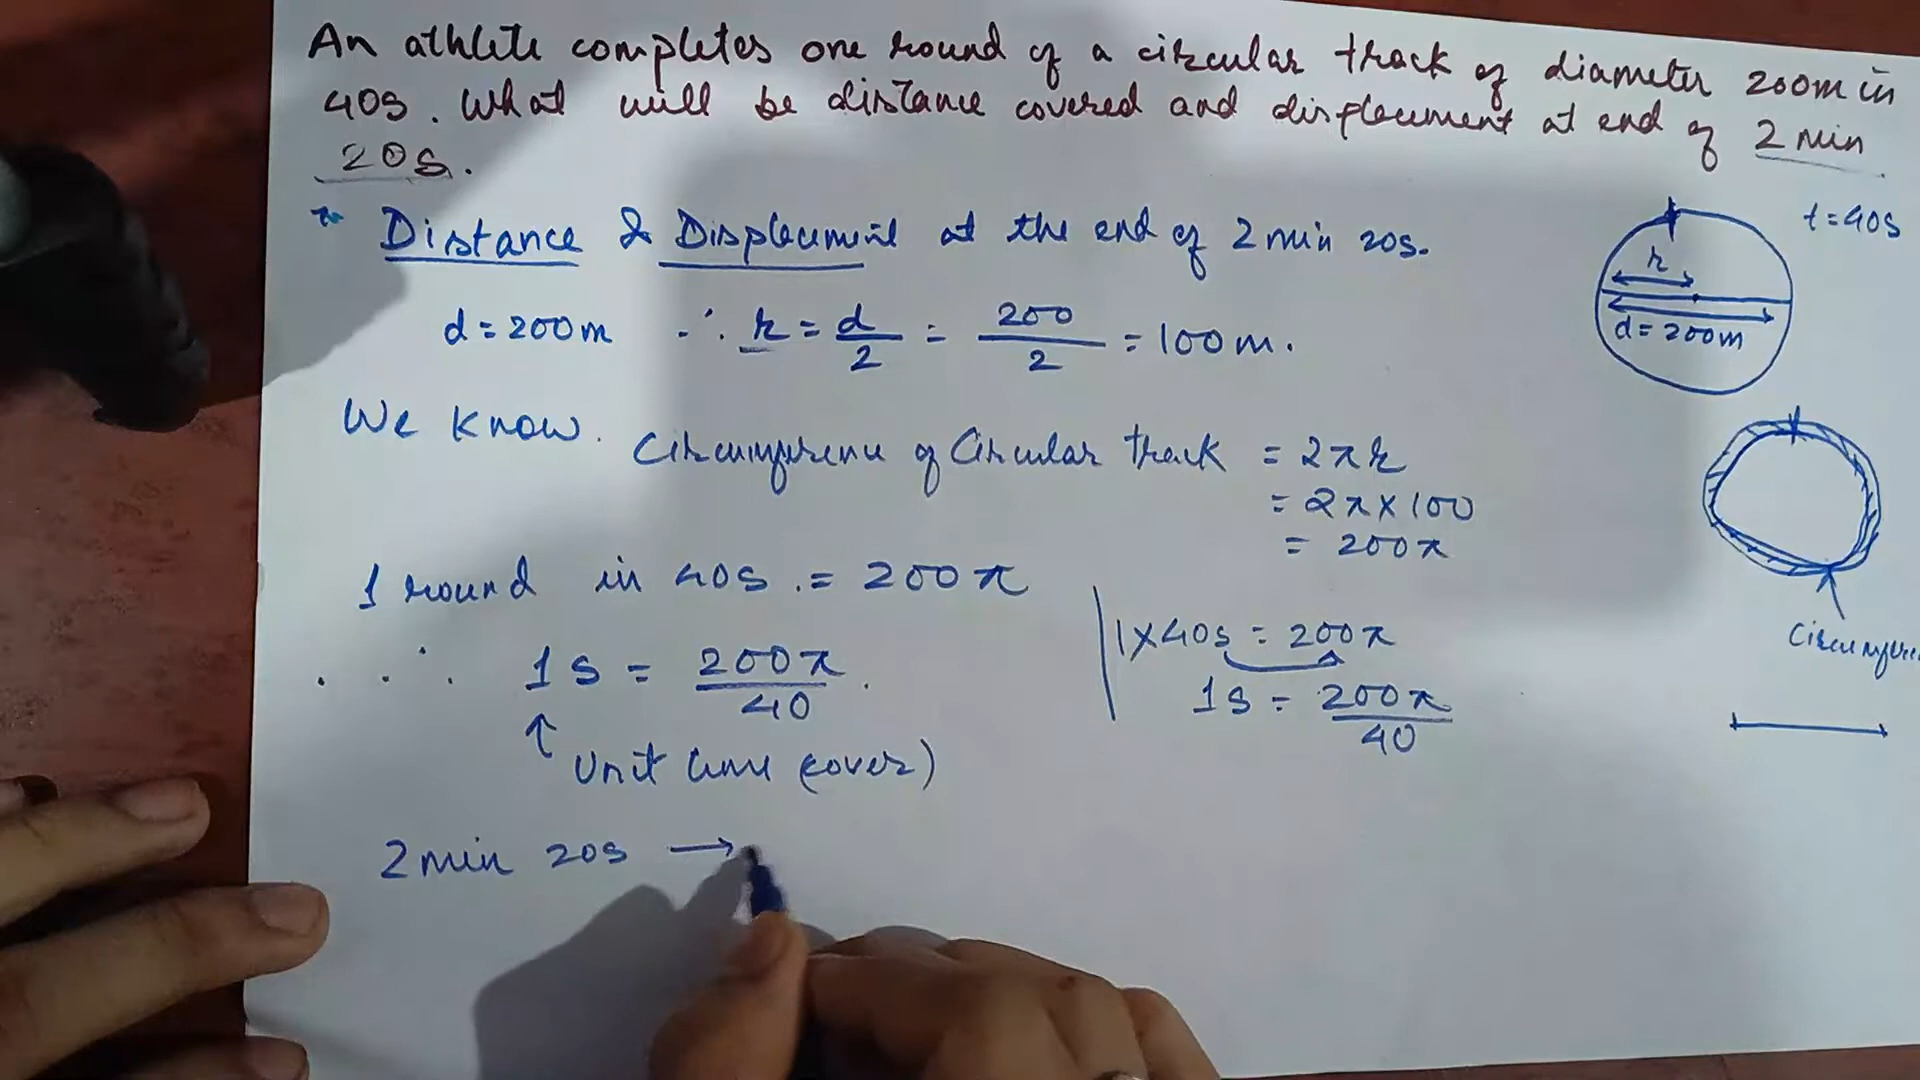 An athlete completes one round of a circular track of diameter 200m in
40s. What will be distance covered and displacement at end of 2 min
20s.
Distance & Displacement at the end of 2 min 20s.
t = 40s
r
d = 200m
d = 200m ∴ r = d/2 = 200/2 = 100m.
We know. Circumference of Circular track = 2πr
= 2π × 100
= 200π
1 round in 40s. = 200π
1 × 40s = 200π
∴ 1s = 200π/40.
1s = 200π/40
↑ Unit time (cover)
2 min 20s →